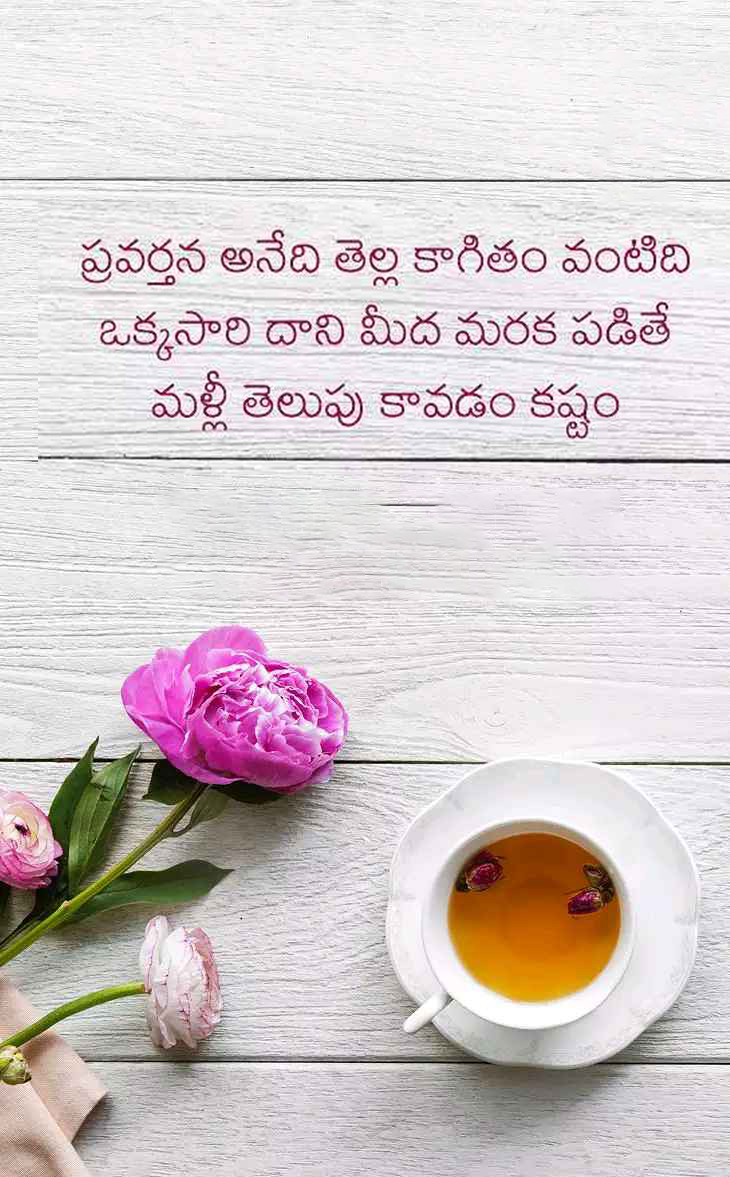 ప్రవర్తన అనేది తెల్ల కాగితం వంటిది
ఒక్కసారి దాని మీద మరక పడితే
మళ్లీ తెలుపు కావడం కష్టం